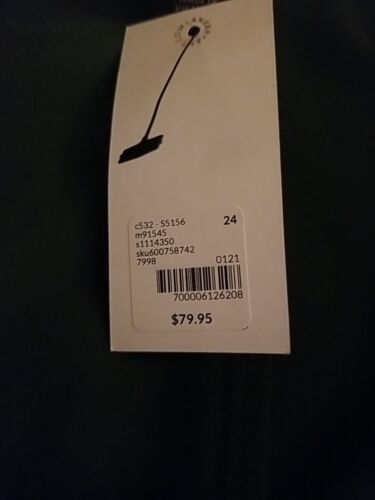 c532 - S5156 24
m91545
s1114350
sku600758742
7998 0121
700006126208
$79.95